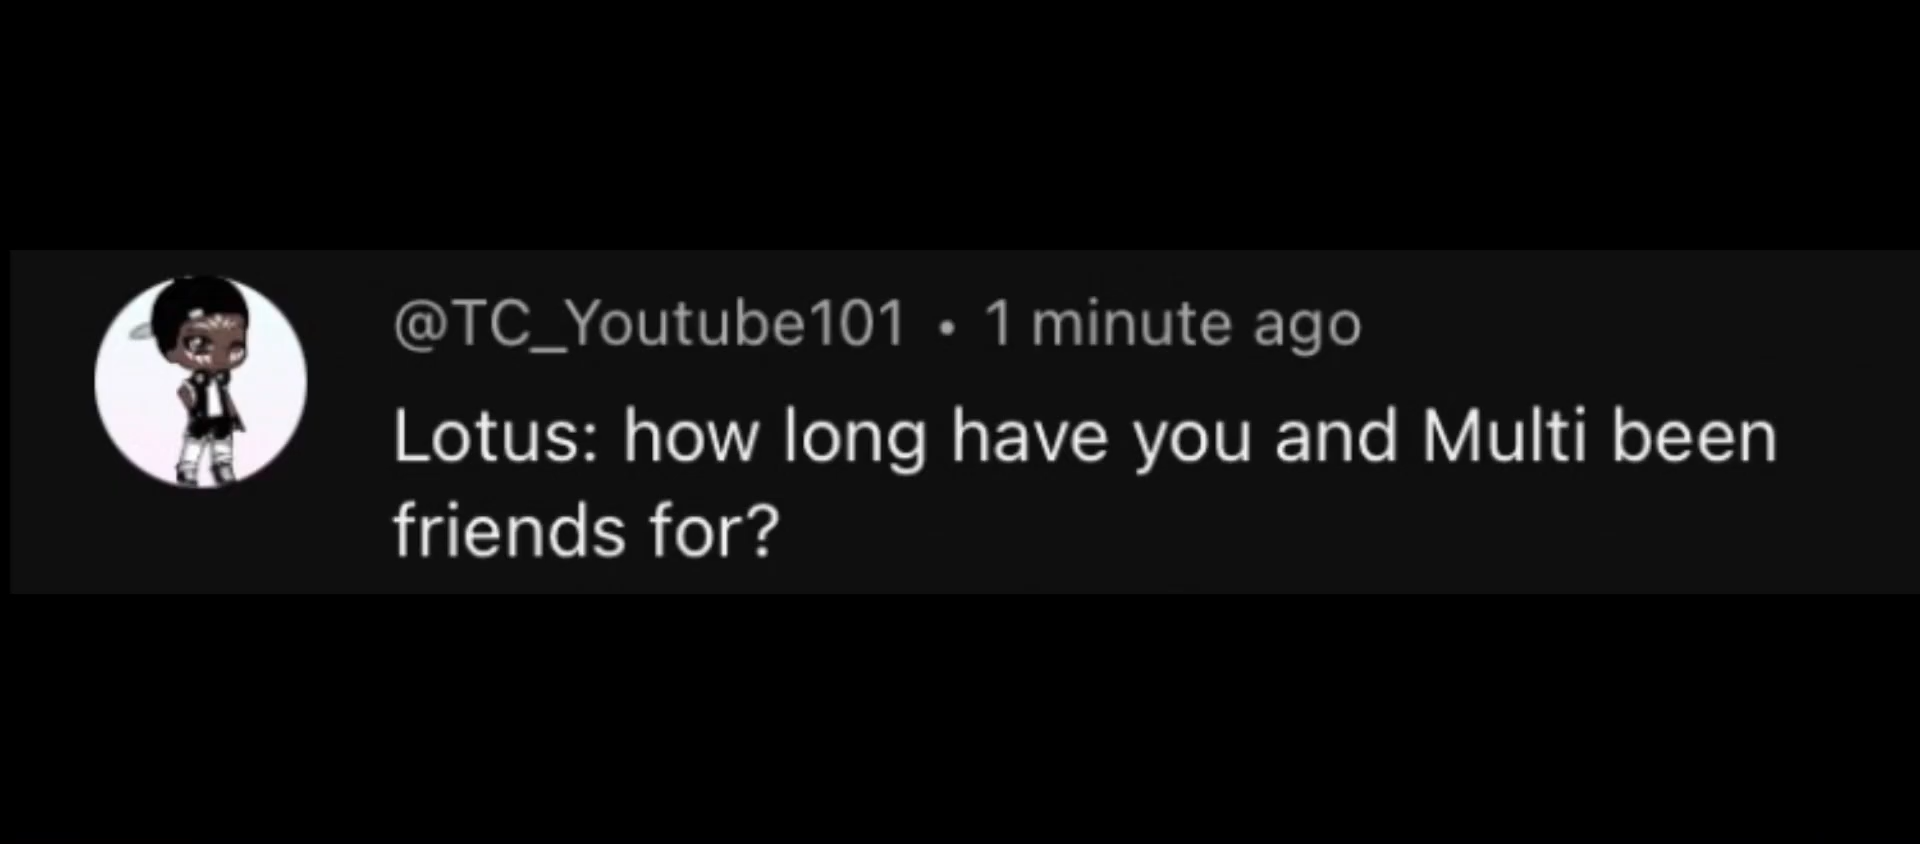 @TC_Youtube101 • 1 minute ago
Lotus: how long have you and Multi been
friends for?